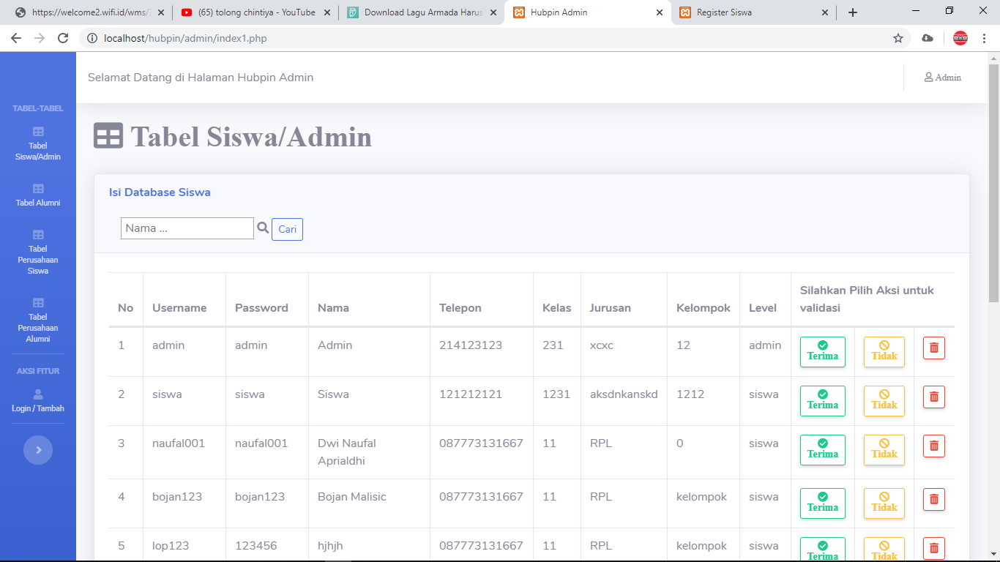 https://welcome2.wifi.id/wms/
(65) tolong chintiya - YouTube
Download Lagu Armada Harus
Hubpin Admin
Register Siswa
localhost/hubpin/admin/index1.php
Selamat Datang di Halaman Hubpin Admin
Admin
TABEL-TABEL
Tabel
Siswa/Admin
Tabel Alumni
Tabel
Perusahaan
Siswa
Tabel
Perusahaan
Alumni
AKSI FITUR
Login / Tambah
Tabel Siswa/Admin
Isi Database Siswa
Nama ...
Cari
No Username Password Nama Telepon Kelas Jurusan Kelompok Level Silahkan Pilih Aksi untuk
validasi
1 admin admin Admin 214123123 231 xcxc 12 admin Terima Tidak
2 siswa siswa Siswa 121212121 1231 aksdnkanskd 1212 siswa Terima Tidak
3 naufal001 naufal001 Dwi Naufal 087773131667 11 RPL 0 siswa Terima Tidak
Aprialdhi
4 bojan123 bojan123 Bojan Malisic 087773131667 11 RPL kelompok siswa Terima Tidak
5 lop123 123456 hjhjh 087773131667 11 RPL kelompok siswa Terima Tidak